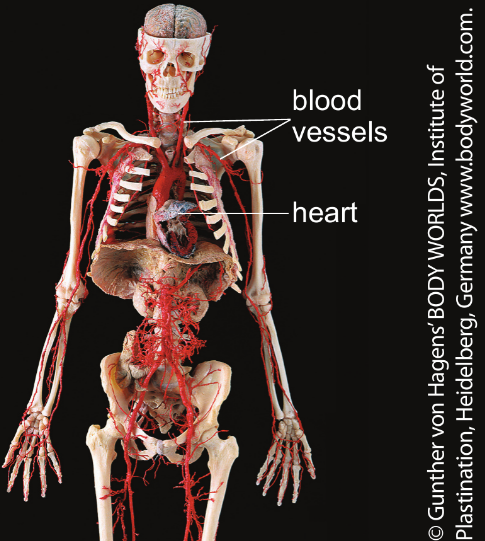 blood
vessels
heart
© Gunther von Hagens' BODY WORLDS, Institute of
Plastination, Heidelberg, Germany www.bodyworld.com.